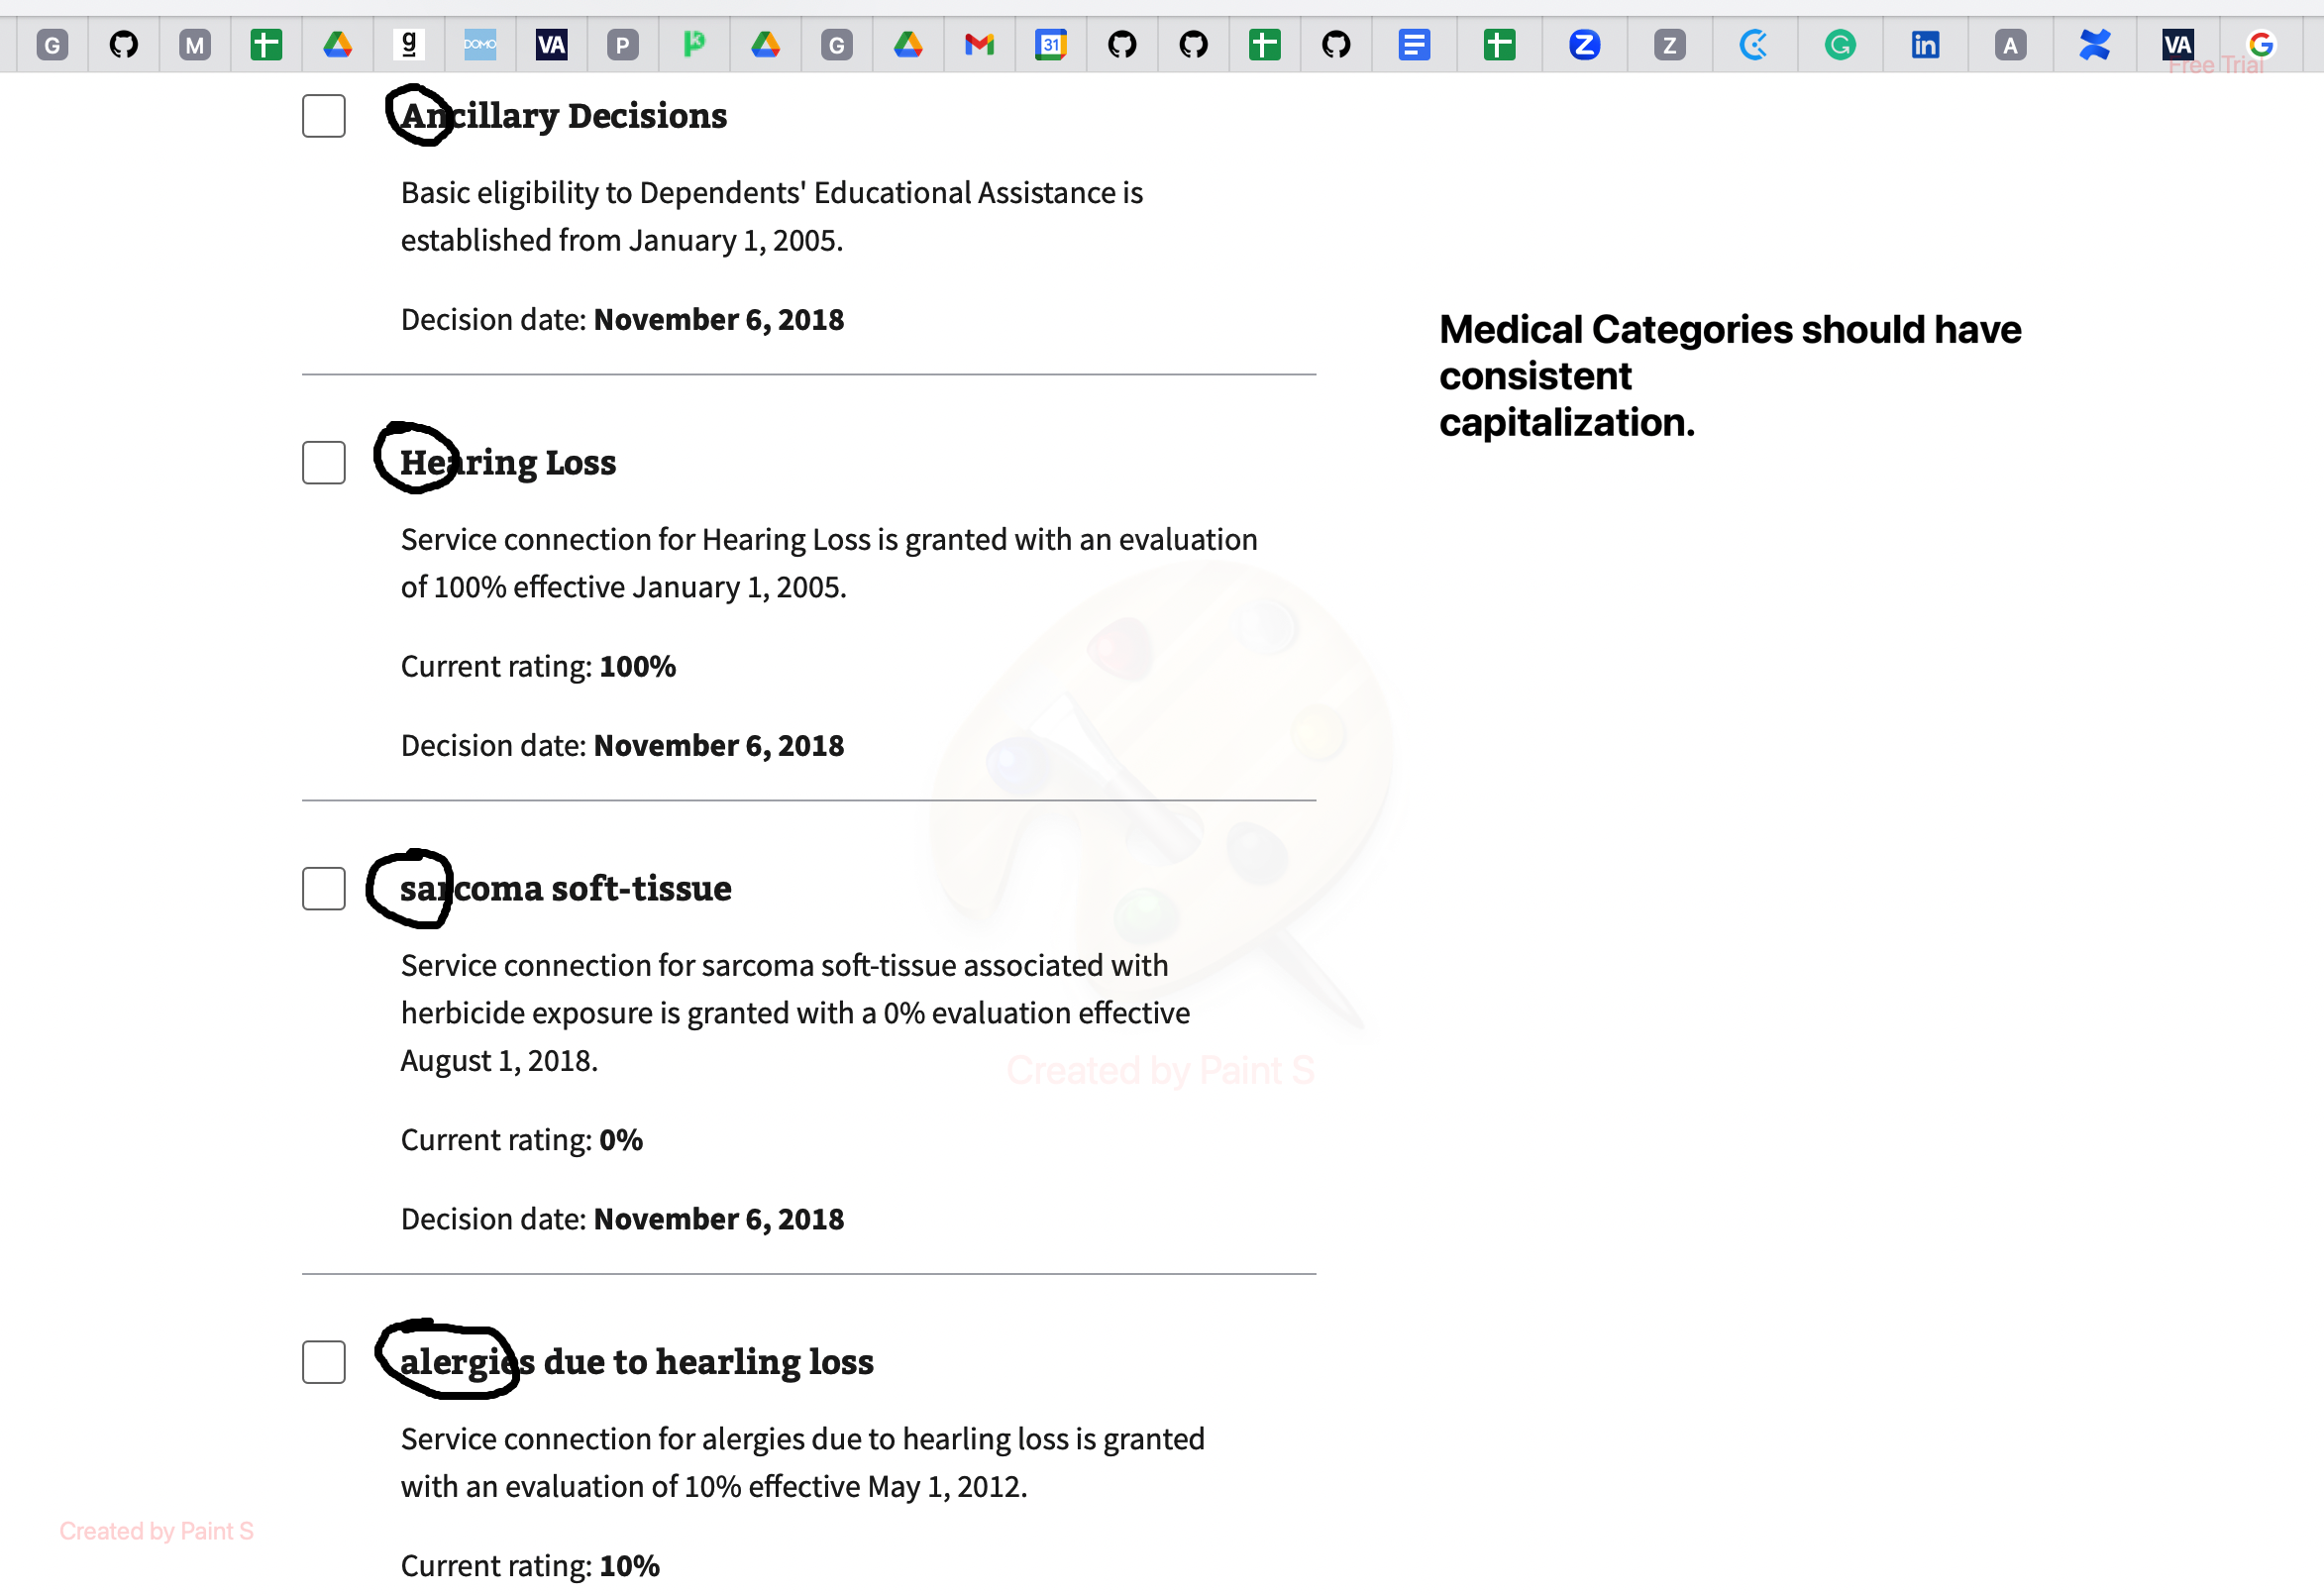 G M g DOMO VA P k G 31 Z Z G in A VA G
Free Trial
Ancillary Decisions
Basic eligibility to Dependents' Educational Assistance is
established from January 1, 2005.
Decision date: November 6, 2018
Medical Categories should have
consistent
capitalization.
Hearing Loss
Service connection for Hearing Loss is granted with an evaluation
of 100% effective January 1, 2005.
Current rating: 100%
Decision date: November 6, 2018
sarcoma soft-tissue
Service connection for sarcoma soft-tissue associated with
herbicide exposure is granted with a 0% evaluation effective
August 1, 2018.
Created by Paint S
Current rating: 0%
Decision date: November 6, 2018
alergies due to hearling loss
Service connection for alergies due to hearling loss is granted
with an evaluation of 10% effective May 1, 2012.
Created by Paint S
Current rating: 10%